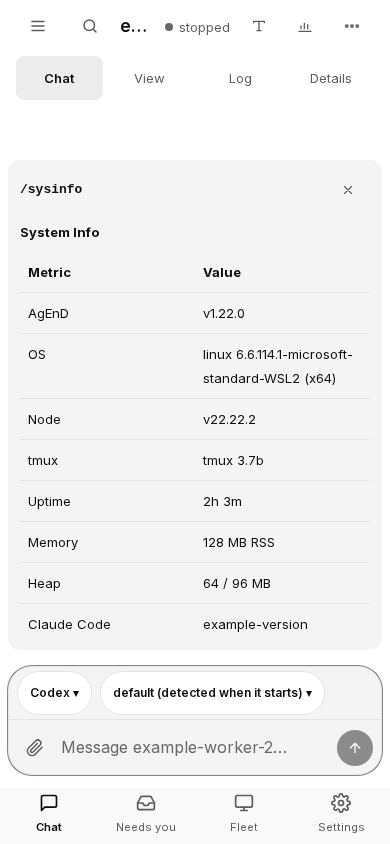 e...
stopped
Chat View Log Details
/sysinfo
System Info
Metric Value
AgEnD v1.22.0
OS linux 6.6.114.1-microsoft-
standard-WSL2 (x64)
Node v22.22.2
tmux tmux 3.7b
Uptime 2h 3m
Memory 128 MB RSS
Heap 64 / 96 MB
Claude Code example-version
Codex ▾ default (detected when it starts) ▾
Message example-worker-2...
Chat Needs you Fleet Settings